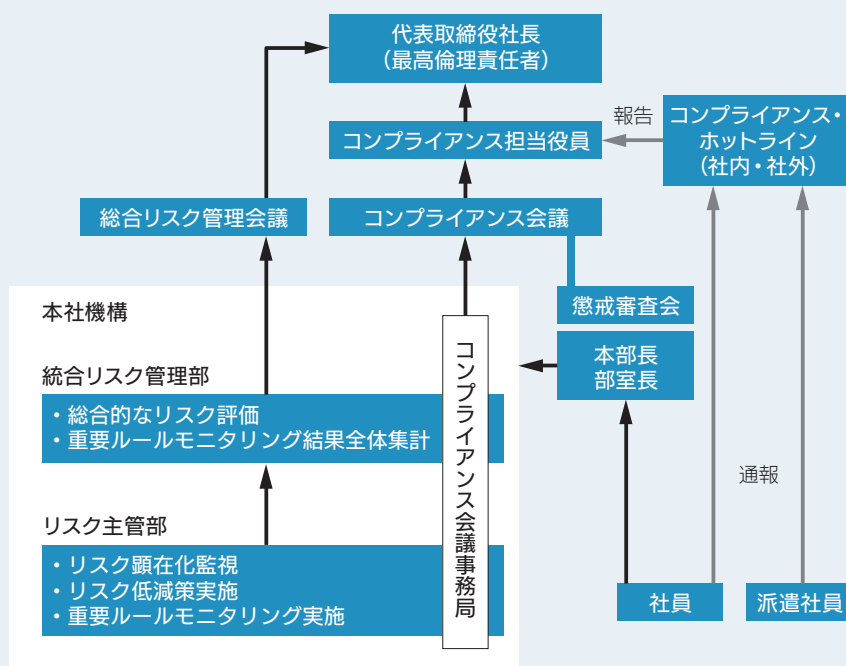 代表取締役社長
（最高倫理責任者）
報告
コンプライアンス・
ホットライン
（社内・社外）
コンプライアンス担当役員
総合リスク管理会議
コンプライアンス会議
懲戒審査会
本社機構
本部長
部室長
コンプライアンス会議事務局
統合リスク管理部
・総合的なリスク評価
・重要ルールモニタリング結果全体集計
通報
リスク主管部
・リスク顕在化監視
・リスク低減策実施
・重要ルールモニタリング実施
社員
派遣社員